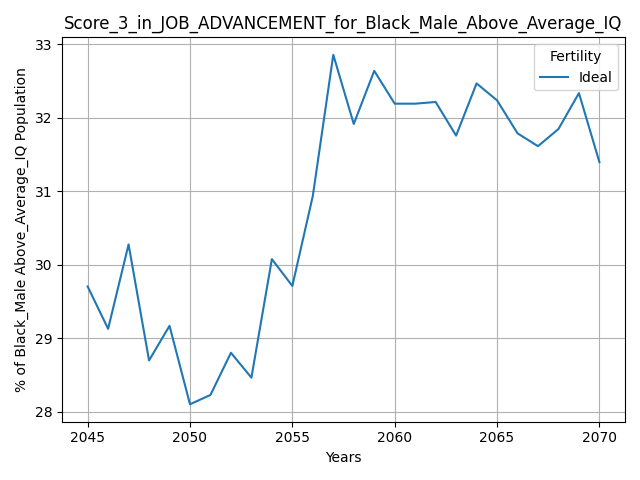 Score_3_in_JOB_ADVANCEMENT_for_Black_Male_Above_Average_IQ
% of Black_Male Above_Average_IQ Population
33
32
31
30
29
28
Fertility
Ideal
2045 2050 2055 2060 2065 2070
Years